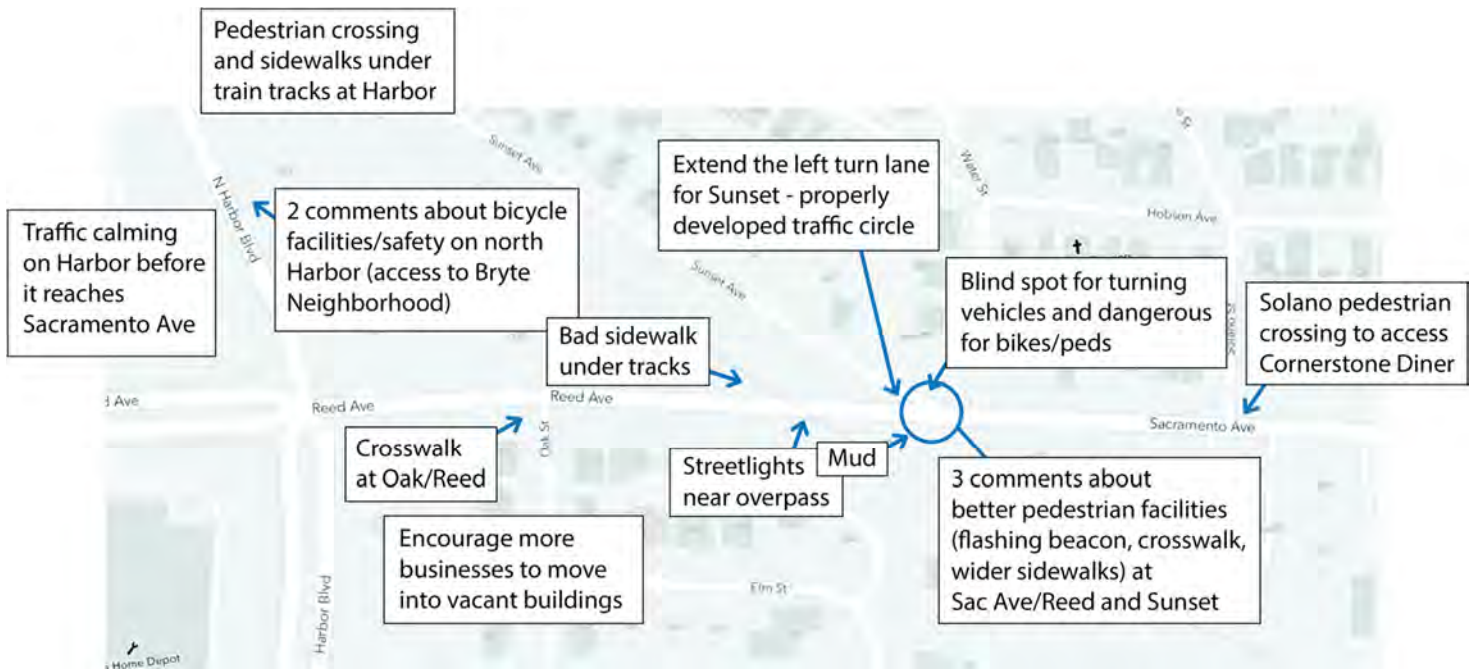 Pedestrian crossing
and sidewalks under
train tracks at Harbor
Sunset Ave
Extend the left turn lane
for Sunset - properly
developed traffic circle
Water St
Hobson Ave
N Harbor Blvd
2 comments about bicycle
facilities/safety on north
Harbor (access to Bryte
Neighborhood)
Traffic calming
on Harbor before
it reaches
Sacramento Ave
Sunset Ave
Blind spot for turning
vehicles and dangerous
for bikes/peds
Solano St
Solano pedestrian
crossing to access
Cornerstone Diner
Bad sidewalk
under tracks
d Ave
Reed Ave
Reed Ave
Sacramento Ave
Oak St
Crosswalk
at Oak/Reed
Streetlights
near overpass
Mud
3 comments about
better pedestrian facilities
(flashing beacon, crosswalk,
wider sidewalks) at
Sac Ave/Reed and Sunset
Encourage more
businesses to move
into vacant buildings
Elm St
Harbor Blvd
Home Depot